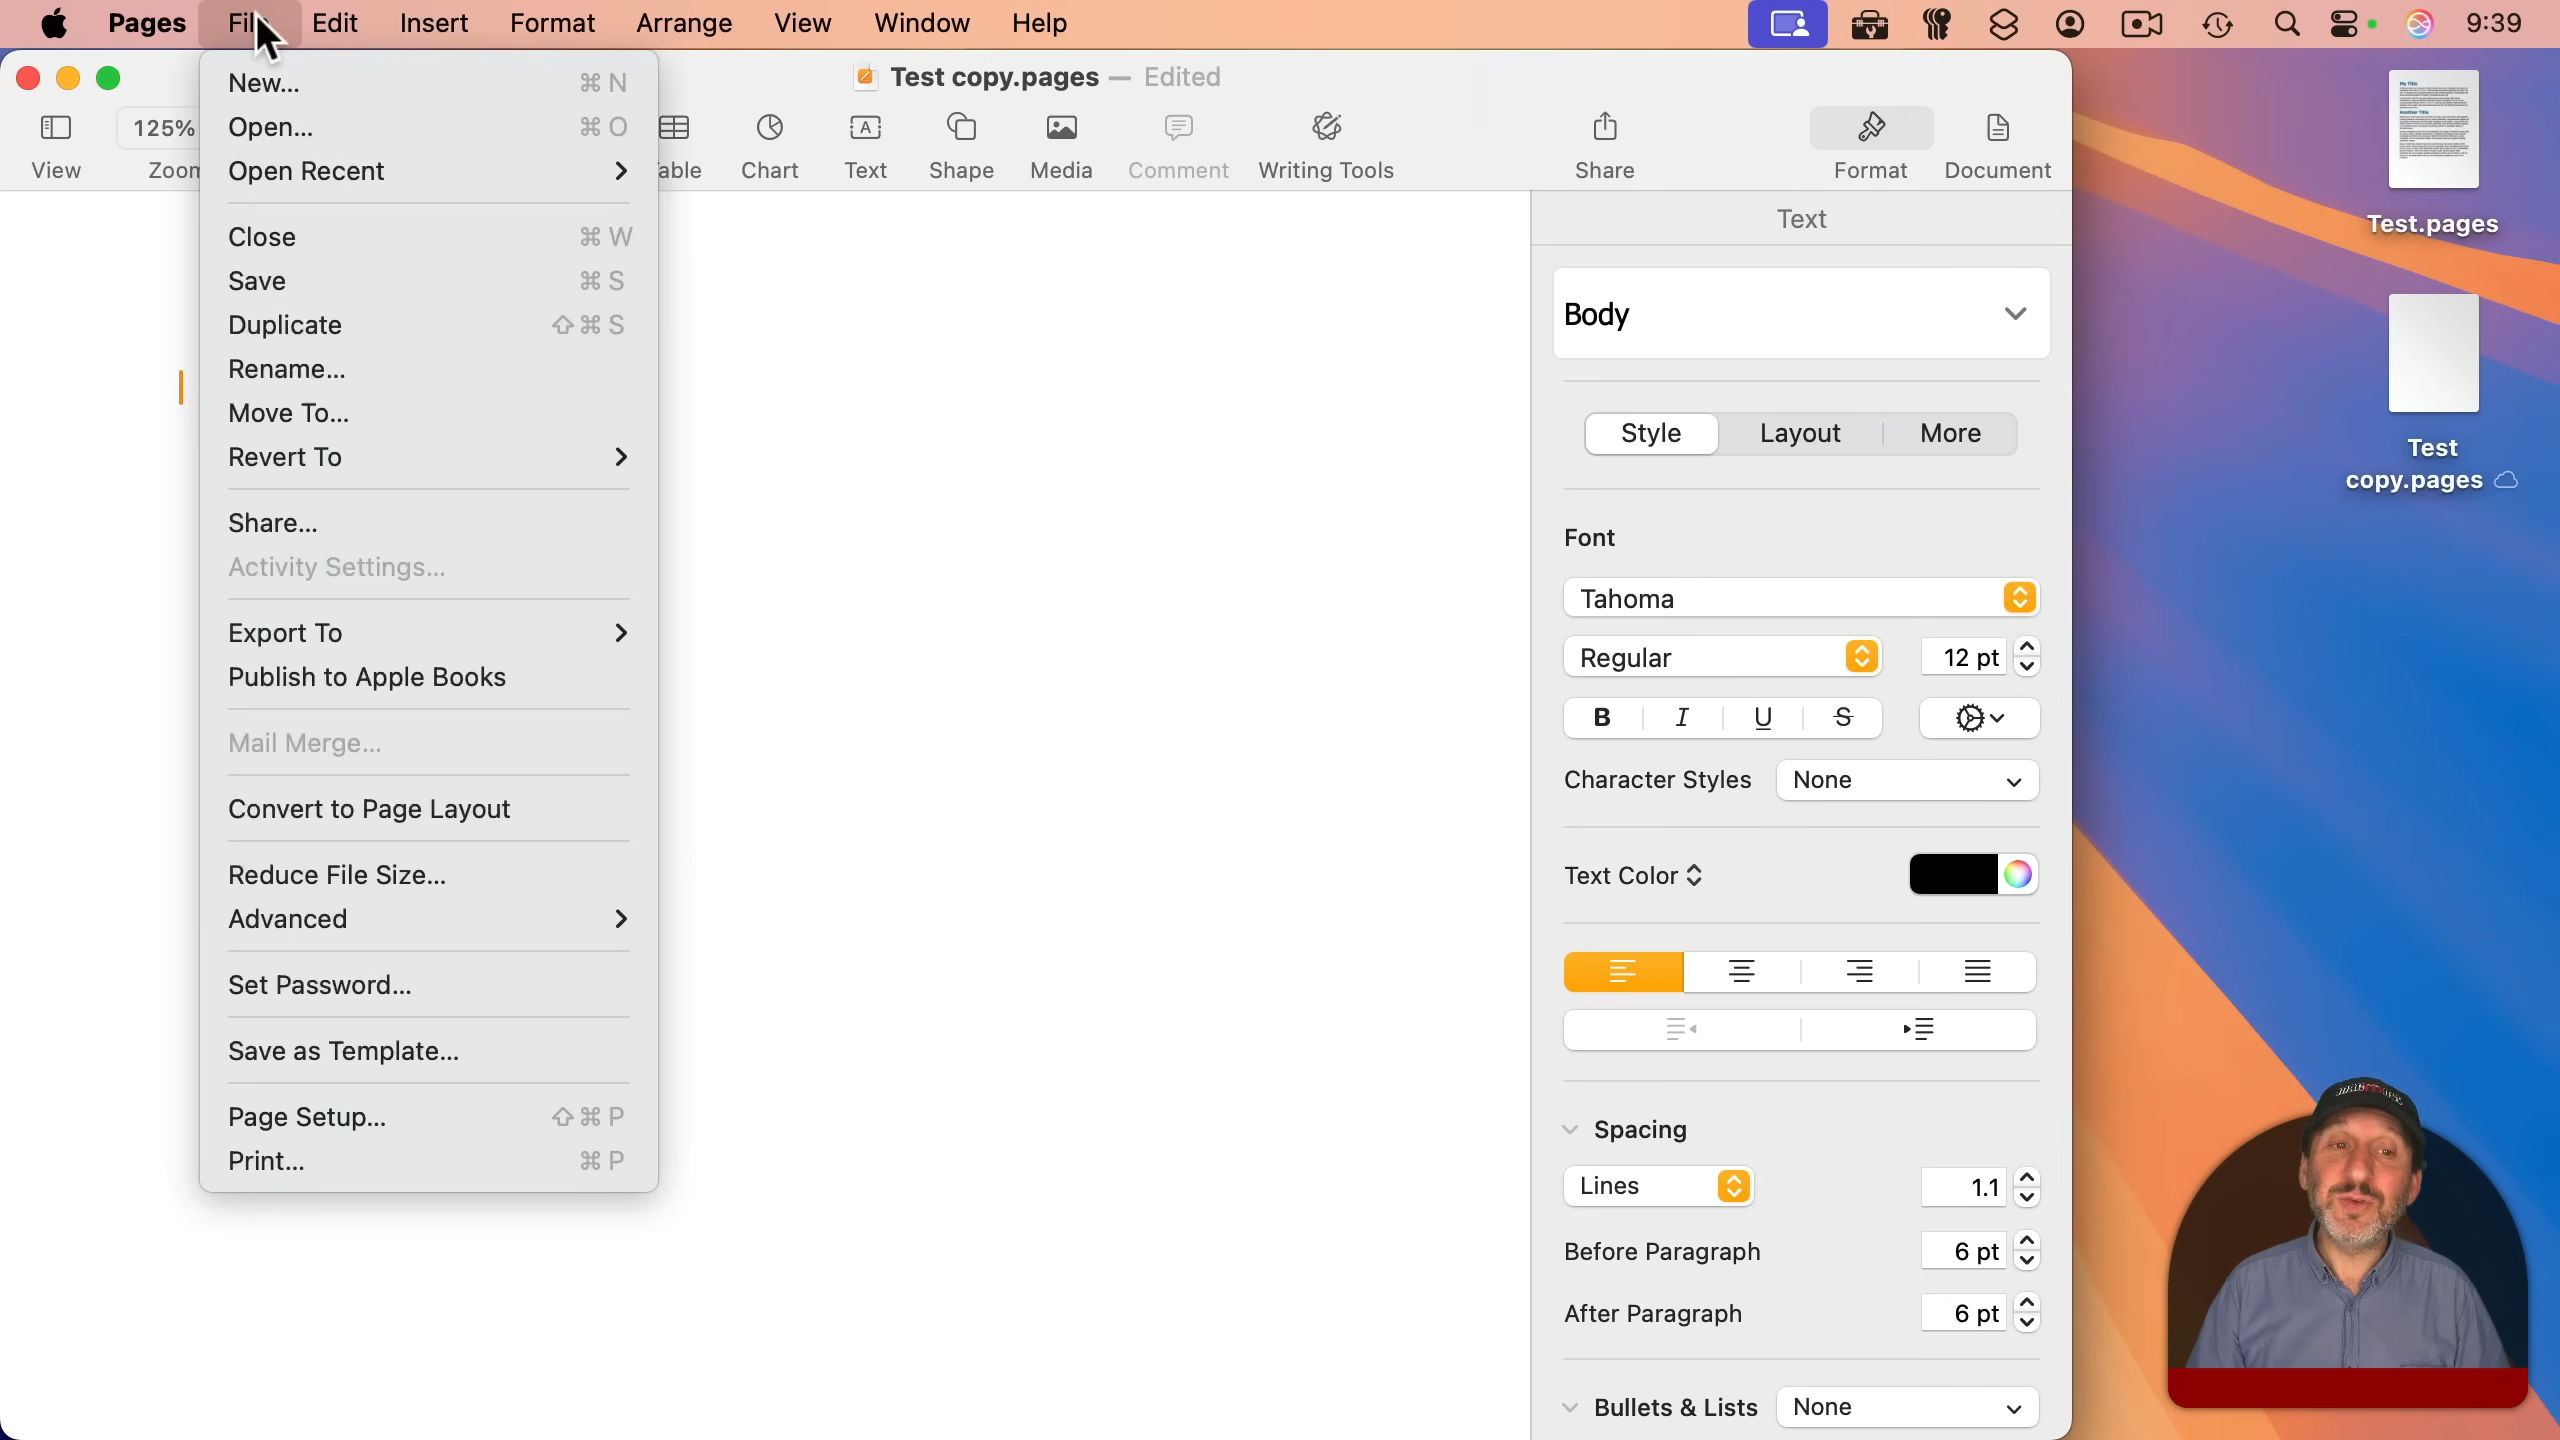 Pages File Edit Insert Format Arrange View Window Help 9:39
Test copy.pages — Edited
125%
View Zoom able Chart Text Shape Media Comment Writing Tools Share Format Document
New... ⌘ N
Open... ⌘ O
Open Recent
Close ⌘ W
Save ⌘ S
Duplicate ⇧ ⌘ S
Rename...
Move To...
Revert To
Share...
Activity Settings...
Export To
Publish to Apple Books
Mail Merge...
Convert to Page Layout
Reduce File Size...
Advanced
Set Password...
Save as Template...
Page Setup... ⇧ ⌘ P
Print... ⌘ P
Text
Body
Style Layout More
Font
Tahoma
Regular 12 pt
B I U S
Character Styles None
Text Color
Spacing
Lines 1.1
Before Paragraph 6 pt
After Paragraph 6 pt
Bullets & Lists None
My Title
Another Title
Test.pages
Test
copy.pages